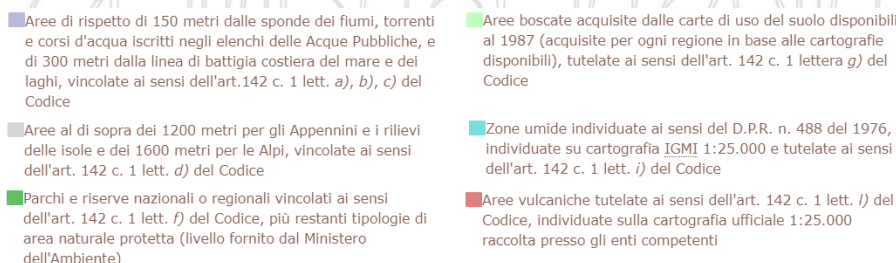 Aree di rispetto di 150 metri dalle sponde dei fiumi, torrenti
e corsi d'acqua iscritti negli elenchi delle Acque Pubbliche, e
di 300 metri dalla linea di battigia costiera del mare e dei
laghi, vincolate ai sensi dell'art.142 c. 1 lett. a), b), c) del
Codice
Aree al di sopra dei 1200 metri per gli Appennini e i rilievi
delle isole e dei 1600 metri per le Alpi, vincolate ai sensi
dell'art. 142 c. 1 lett. d) del Codice
Parchi e riserve nazionali o regionali vincolati ai sensi
dell'art. 142 c. 1 lett. f) del Codice, più restanti tipologie di
area naturale protetta (livello fornito dal Ministero
dell'Ambiente)
Aree boscate acquisite dalle carte di uso del suolo disponibili
al 1987 (acquisite per ogni regione in base alle cartografie
disponibili), tutelate ai sensi dell'art. 142 c. 1 lettera g) del
Codice
Zone umide individuate ai sensi del D.P.R. n. 488 del 1976,
individuate su cartografia IGMI 1:25.000 e tutelate ai sensi
dell'art. 142 c. 1 lett. i) del Codice
Aree vulcaniche tutelate ai sensi dell'art. 142 c. 1 lett. l) del
Codice, individuate sulla cartografia ufficiale 1:25.000
raccolta presso gli enti competenti